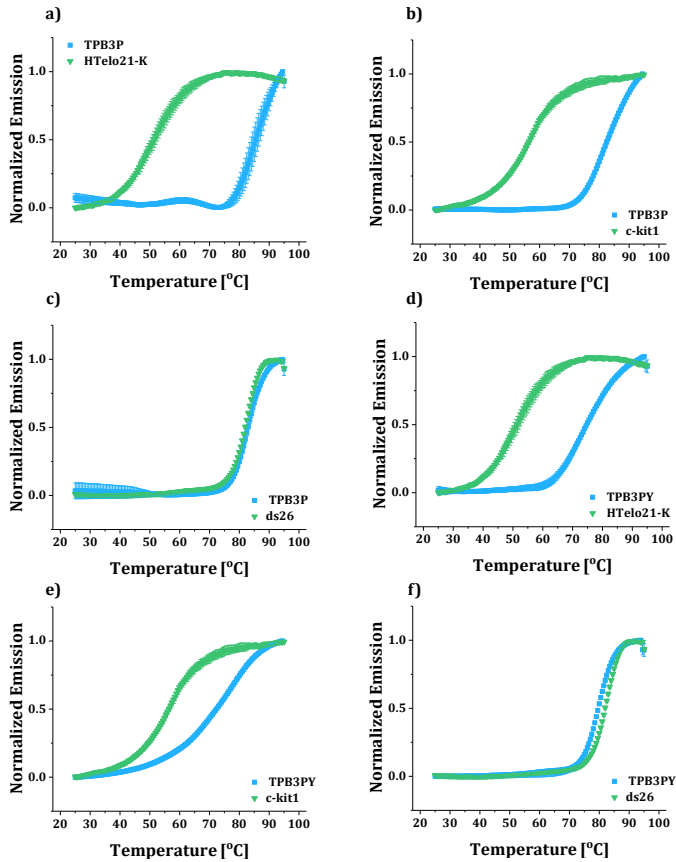 a)
TPB3P
HTelo21-K
1.0
0.5
0.0
Normalized Emission
20 30 40 50 60 70 80 90 100
Temperature [°C]
b)
1.0
0.5
0.0
Normalized Emission
TPB3P
c-kit1
20 30 40 50 60 70 80 90 100
Temperature [°C]
c)
1.0
0.5
0.0
Normalized Emission
TPB3P
ds26
20 30 40 50 60 70 80 90 100
Temperature [°C]
d)
1.0
0.5
0.0
Normalized Emission
TPB3PY
HTelo21-K
20 30 40 50 60 70 80 90 100
Temperature [°C]
e)
1.0
0.5
0.0
Normalized Emission
TPB3PY
c-kit1
20 30 40 50 60 70 80 90 100
Temperature [°C]
f)
1.0
0.5
0.0
Normalized Emission
TPB3PY
ds26
20 30 40 50 60 70 80 90 100
Temperature [°C]